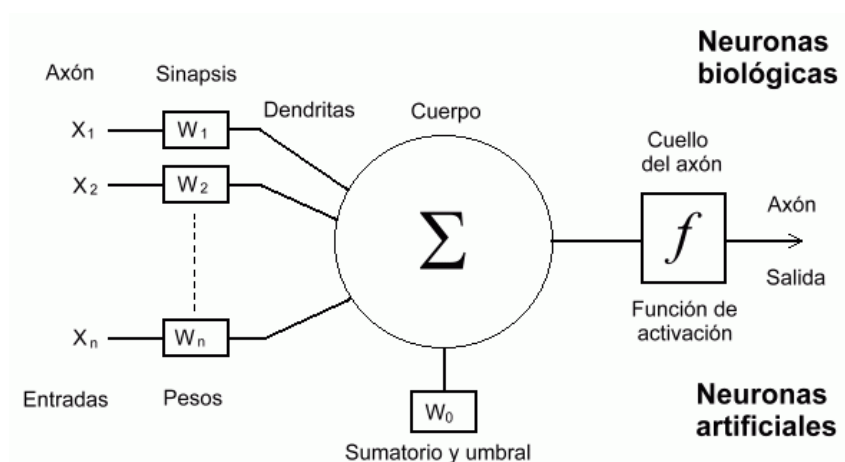 Neuronas
biológicas
Axón
Sinapsis
Dendritas
Cuerpo
Cuello
del axón
X1
W1
X2
W2
Σ
f
Axón
Salida
Xn
Wn
Función de
activación
Entradas
Pesos
W0
Neuronas
artificiales
Sumatorio y umbral